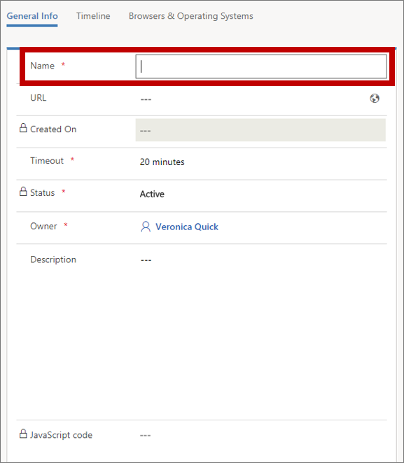 General Info Timeline Browsers & Operating Systems
Name *
URL ---
Created On ---
Timeout * 20 minutes
Status * Active
Owner * Veronica Quick
Description ---
JavaScript code ---